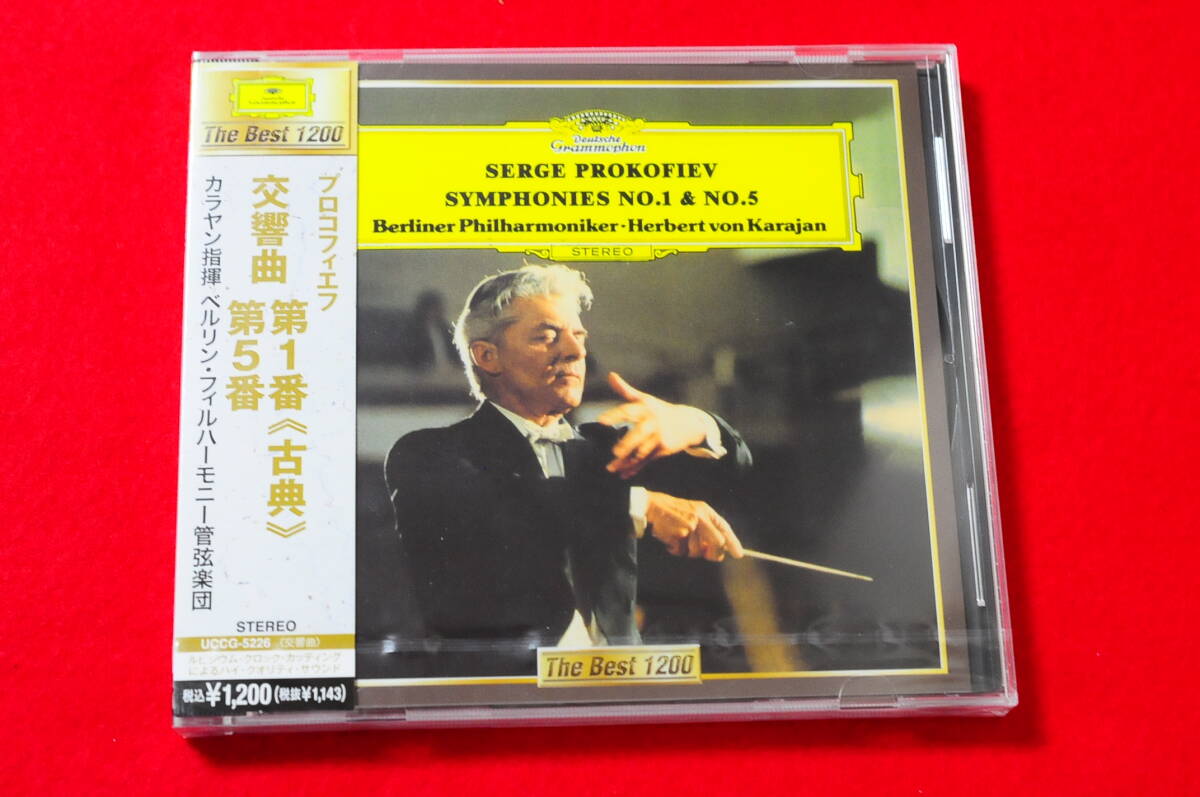 Deutsche
Grammophon
The Best 1200
プロコフィエフ
交響曲
第1番《古典》
第5番
カラヤン指揮 ベルリン・フィルハーモニー管弦楽団
STEREO
UCCG-5226 〈交響曲〉
ルビジウム・クロック・カッティング
によるハイ・クオリティ・サウンド
税込¥1,200(税抜¥1,143)
Deutsche
Grammophon
SERGE PROKOFIEV
SYMPHONIES NO.1 & NO.5
Berliner Philharmoniker·Herbert von Karajan
STEREO
The Best 1200